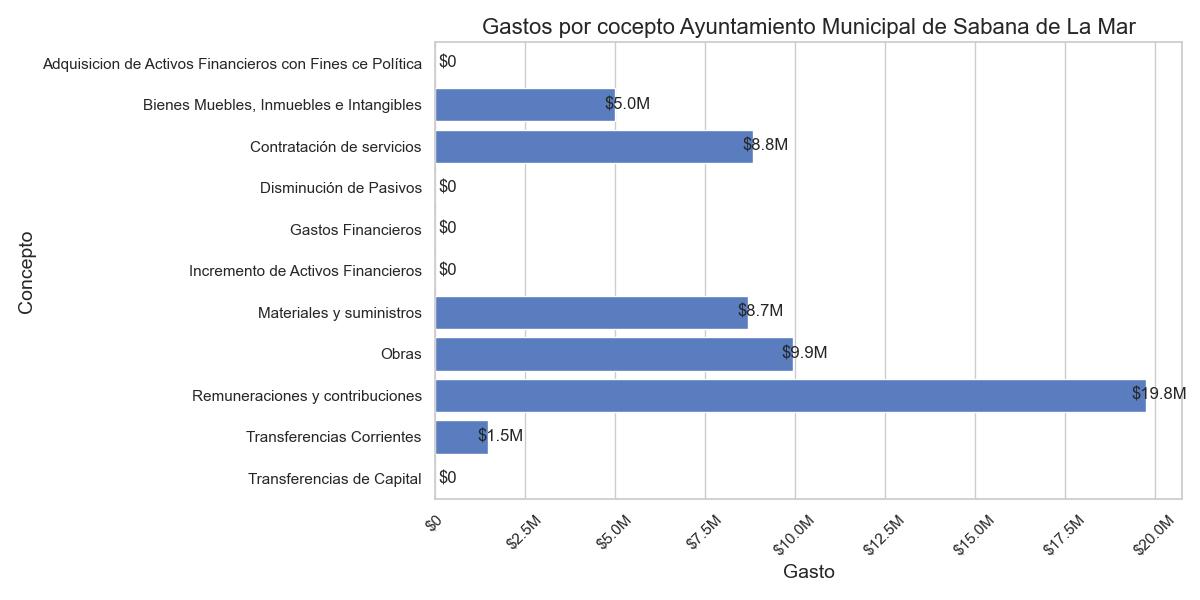 Gastos por cocepto Ayuntamiento Municipal de Sabana de La Mar
Concepto
Adquisicion de Activos Financieros con Fines ce Política $0
Bienes Muebles, Inmuebles e Intangibles $5.0M
Contratación de servicios $8.8M
Disminución de Pasivos $0
Gastos Financieros $0
Incremento de Activos Financieros $0
Materiales y suministros $8.7M
Obras $9.9M
Remuneraciones y contribuciones $19.8M
Transferencias Corrientes $1.5M
Transferencias de Capital $0
$0 $2.5M $5.0M $7.5M $10.0M $12.5M $15.0M $17.5M $20.0M
Gasto